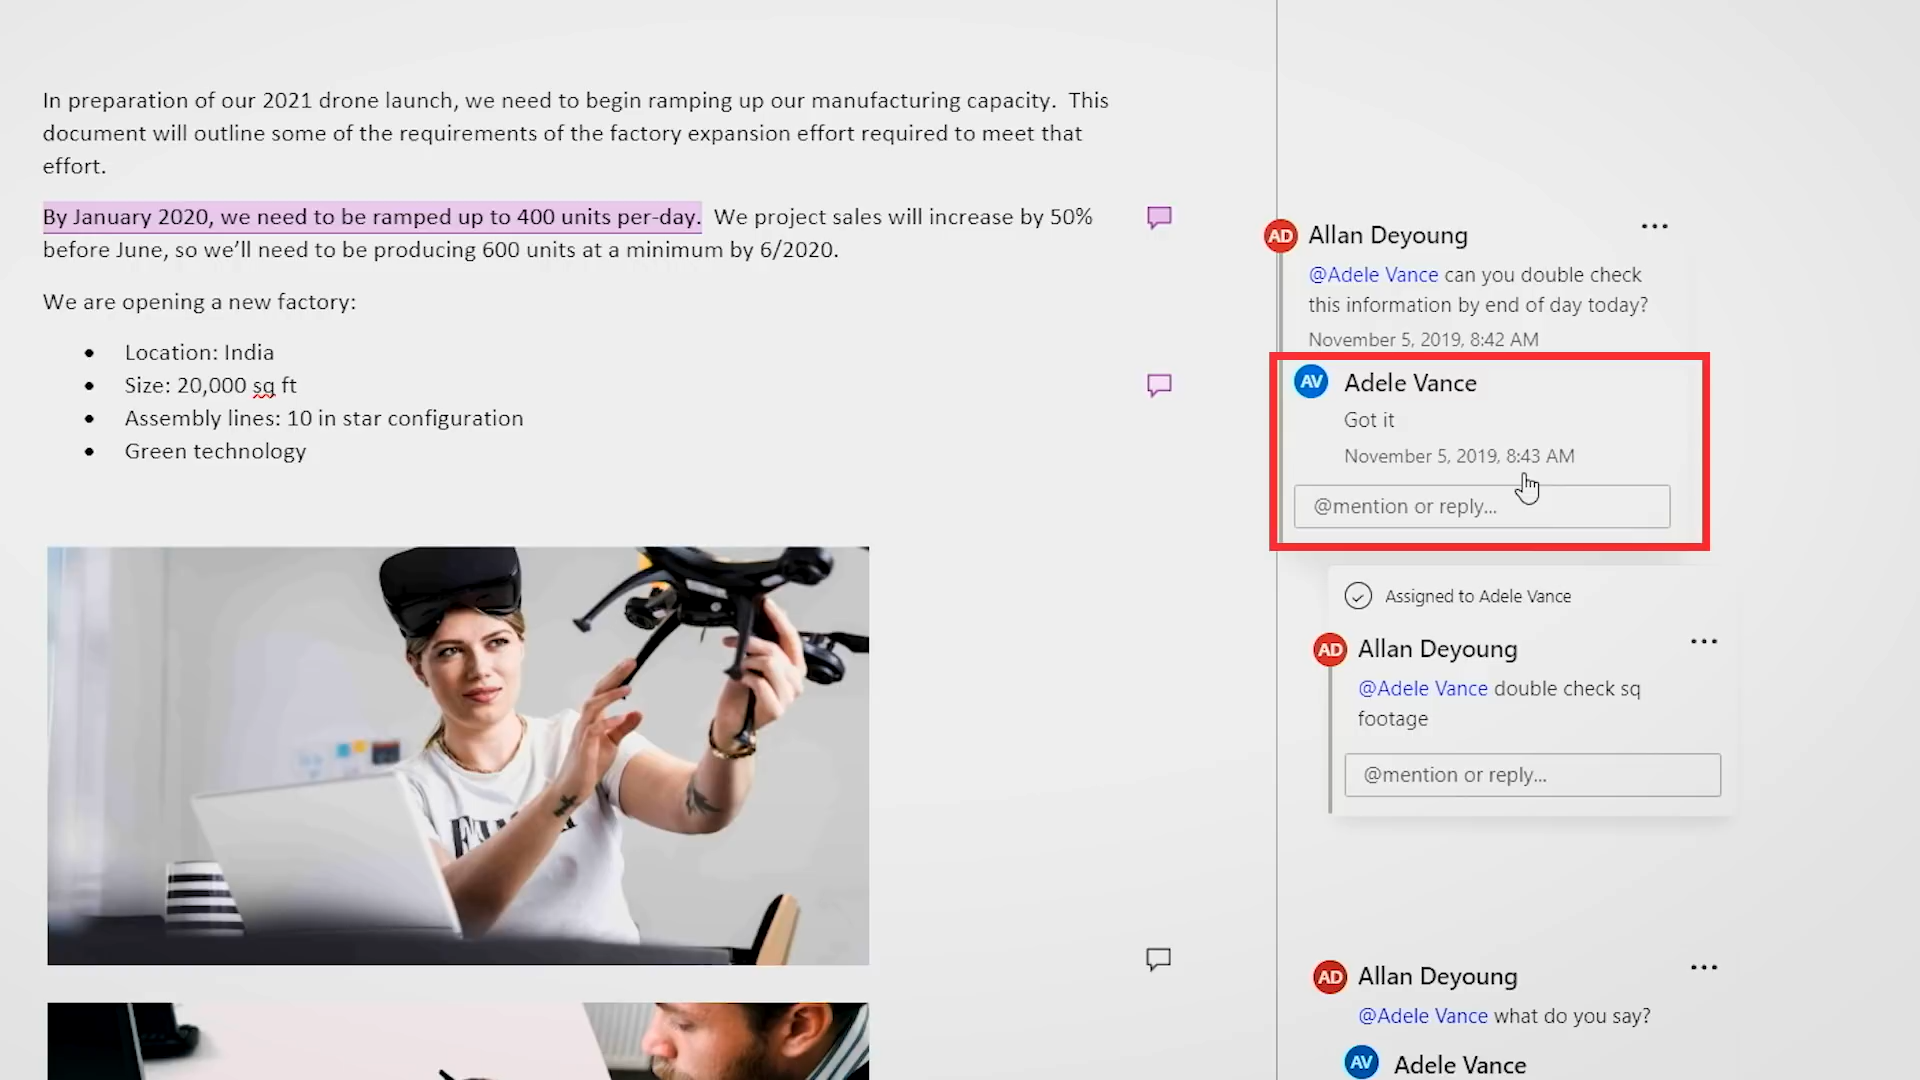 In preparation of our 2021 drone launch, we need to begin ramping up our manufacturing capacity.  This
document will outline some of the requirements of the factory expansion effort required to meet that
effort.
By January 2020, we need to be ramped up to 400 units per-day.  We project sales will increase by 50%
before June, so we’ll need to be producing 600 units at a minimum by 6/2020.
We are opening a new factory:
• Location: India
• Size: 20,000 sq ft
• Assembly lines: 10 in star configuration
• Green technology
AD Allan Deyoung
@Adele Vance can you double check
this information by end of day today?
November 5, 2019, 8:42 AM
AV Adele Vance
Got it
November 5, 2019, 8:43 AM
@mention or reply...
Assigned to Adele Vance
AD Allan Deyoung
@Adele Vance double check sq
footage
@mention or reply...
AD Allan Deyoung
@Adele Vance what do you say?
AV Adele Vance